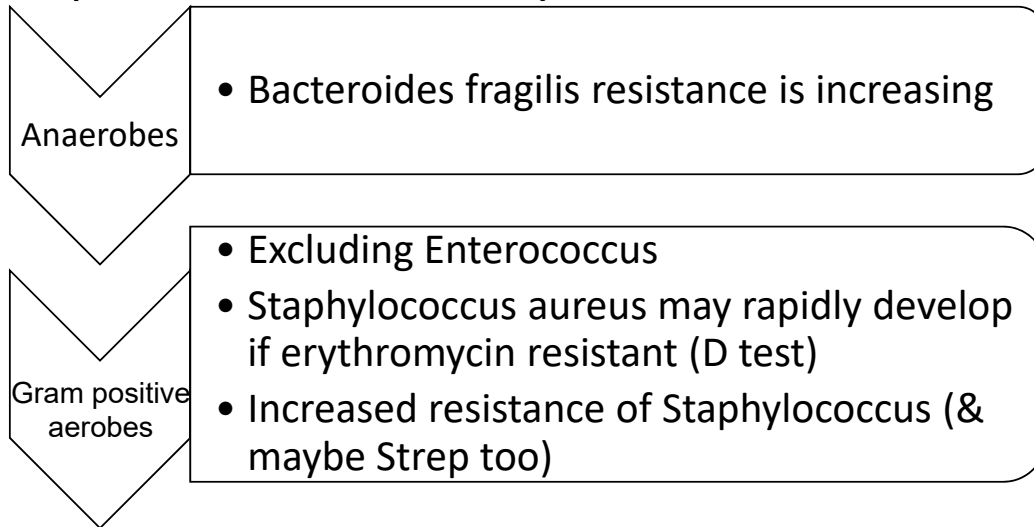 Anaerobes
• Bacteroides fragilis resistance is increasing
Gram positive
aerobes
• Excluding Enterococcus
• Staphylococcus aureus may rapidly develop
if erythromycin resistant (D test)
• Increased resistance of Staphylococcus (&
maybe Strep too)